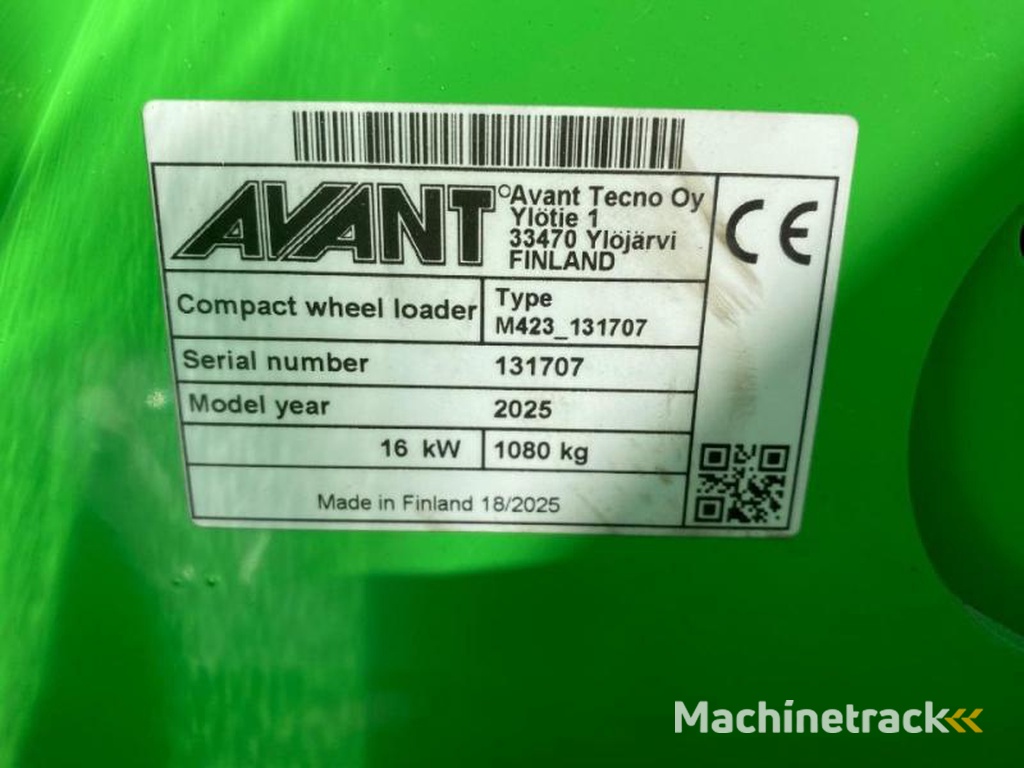 AVANT
°Avant Tecno Oy
Ylötie 1
33470 Ylöjärvi
FINLAND
CE
Compact wheel loader
Type
M423_131707
Serial number 131707
Model year 2025
16 kW 1080 kg
Made in Finland 18/2025
Machinetrack